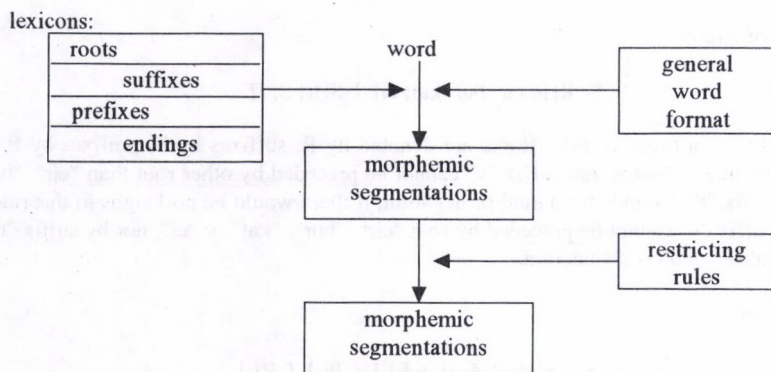 lexicons:
roots
suffixes
prefixes
endings
word
general
word
format
morphemic
segmentations
restricting
rules
morphemic
segmentations